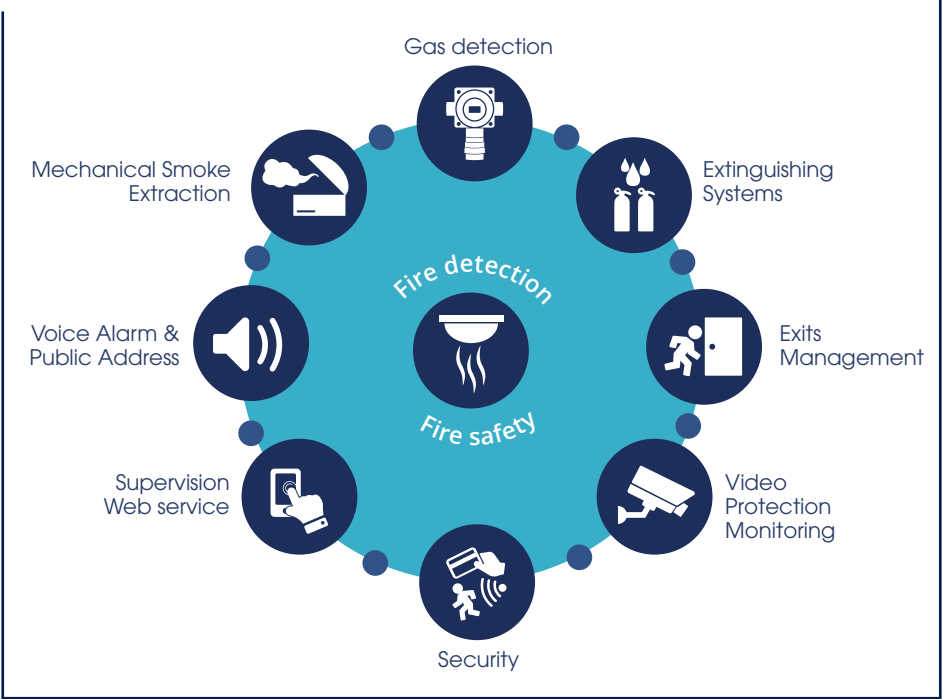 Gas detection
Mechanical Smoke
Extraction
Extinguishing
Systems
Fire detection
Voice Alarm &
Public Address
Exits
Management
Fire safety
Supervision
Web service
Video
Protection
Monitoring
Security